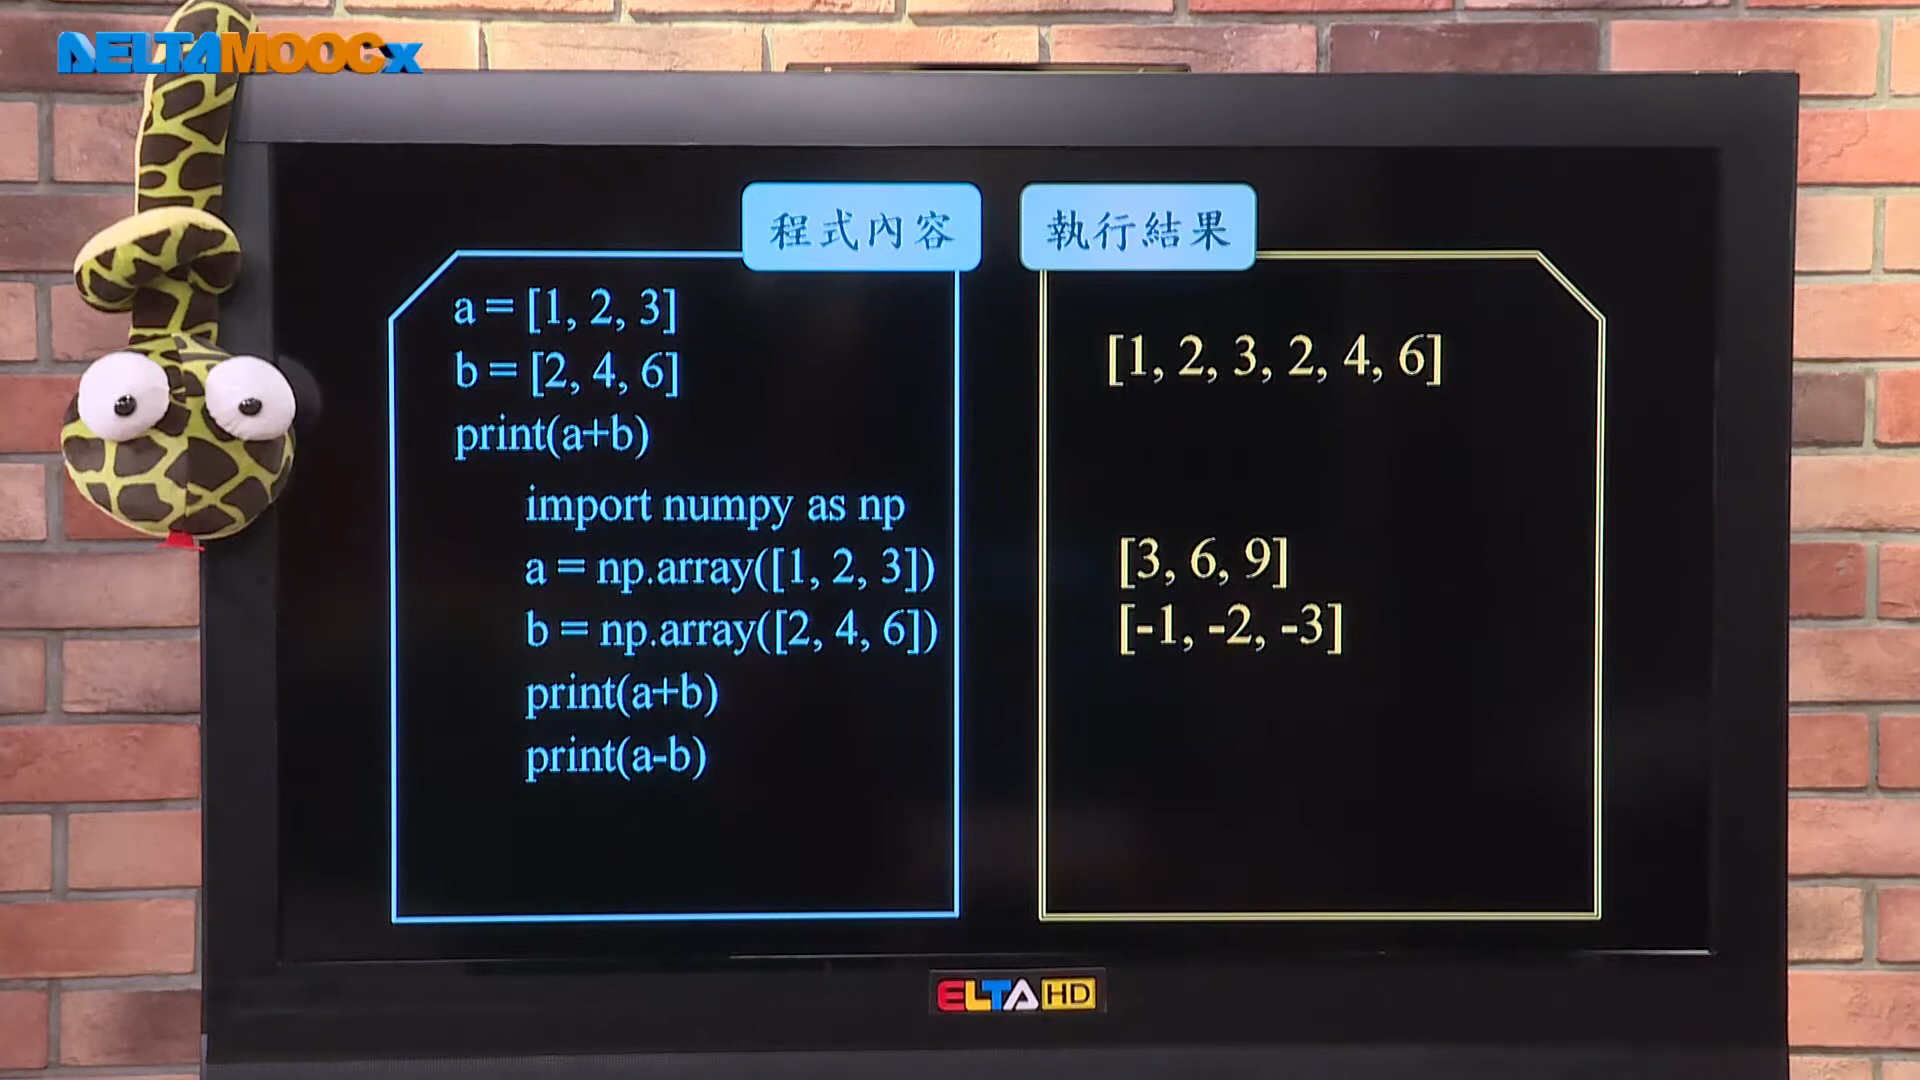 DELTAMOOCx
程式內容
a = [1, 2, 3]
b = [2, 4, 6]
print(a+b)
import numpy as np
a = np.array([1, 2, 3])
b = np.array([2, 4, 6])
print(a+b)
print(a-b)
執行結果
[1, 2, 3, 2, 4, 6]
[3, 6, 9]
[-1, -2, -3]
ELTA HD